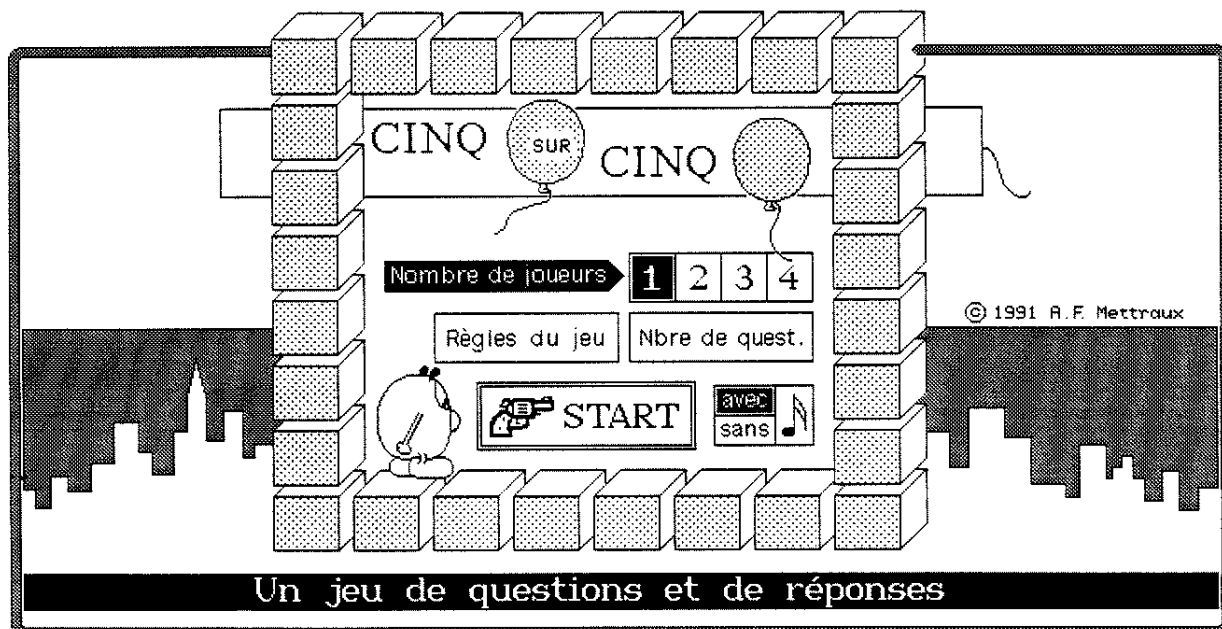 CINQ SUR CINQ
Nombre de joueurs 1 2 3 4
© 1991 A.F. Mettraux
Règles du jeu Nbre de quest.
START avec
sans
Un jeu de questions et de réponses